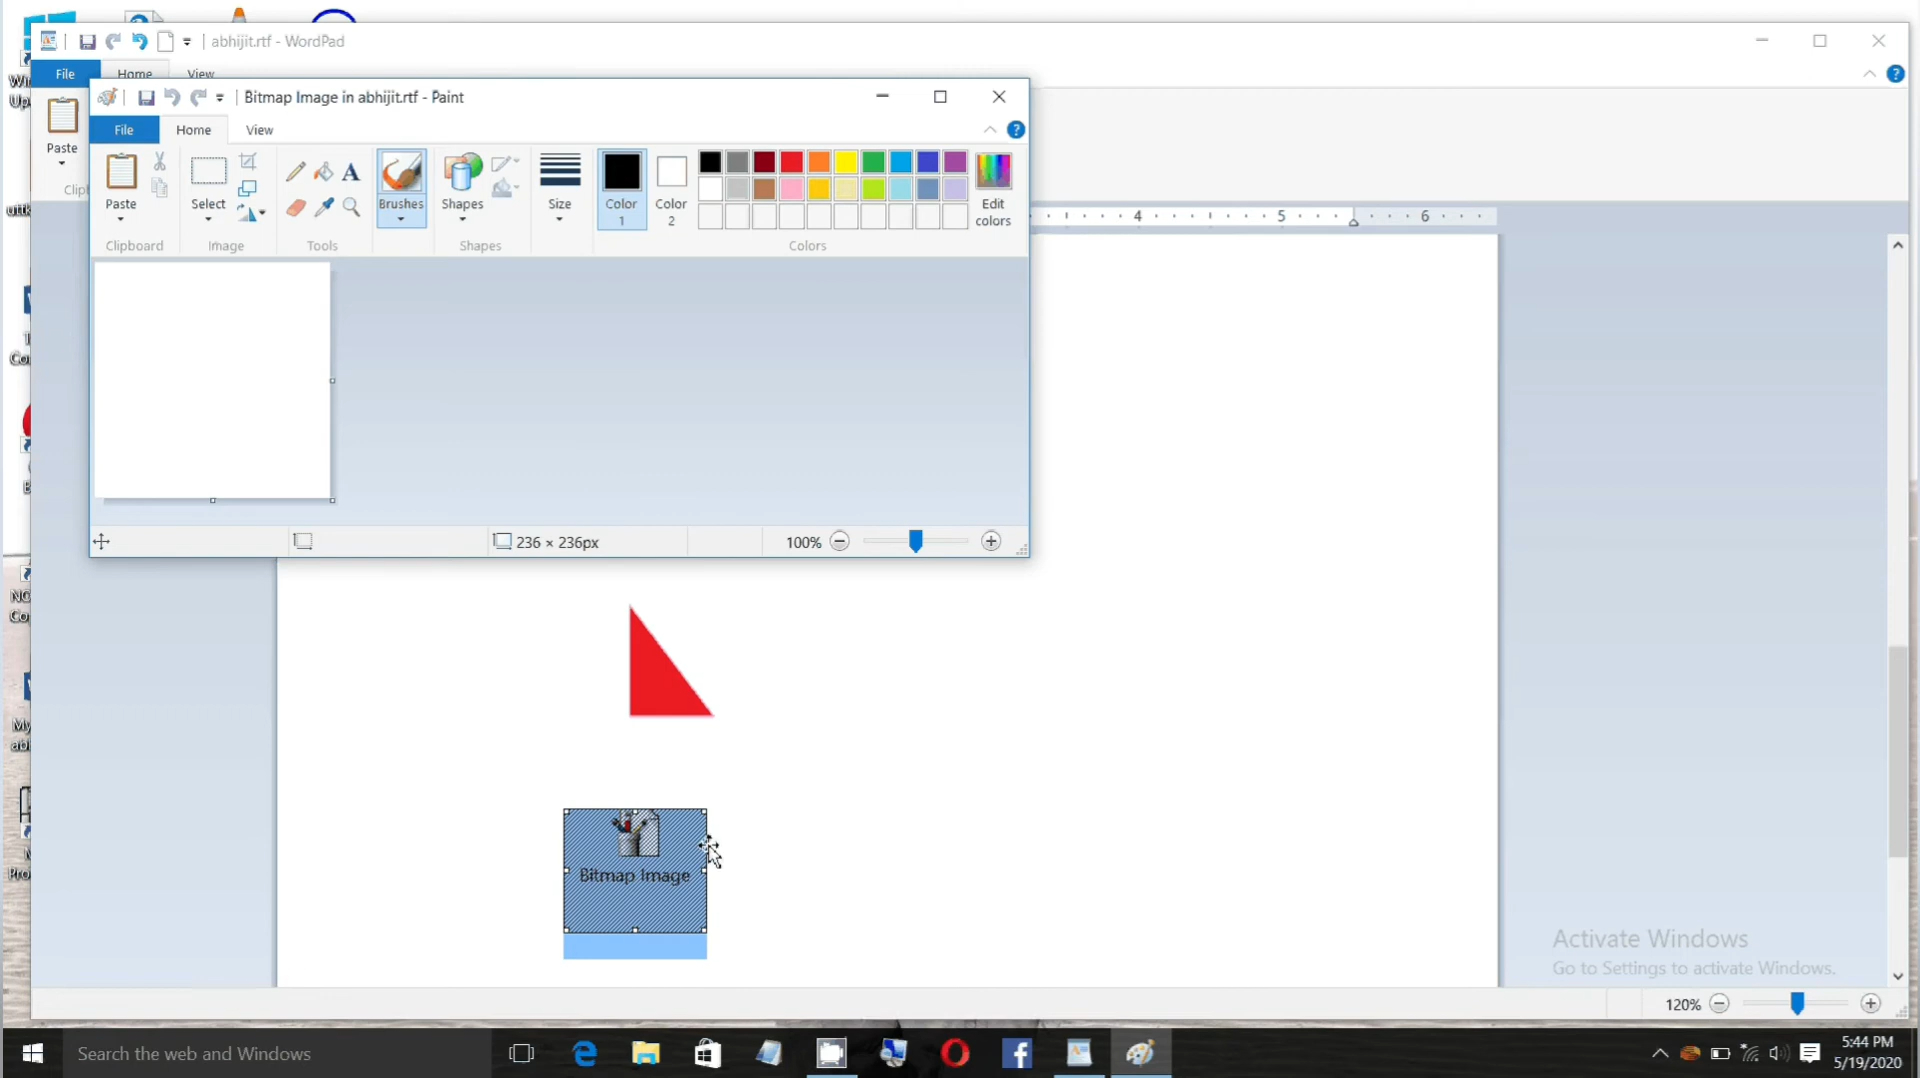 abhijit.rtf - WordPad
File Home View
Bitmap Image in abhijit.rtf - Paint
File Home View
Paste
Paste Select Brushes Shapes Size Color 1 Color 2 Edit colors
Clipboard Image Tools Shapes Colors
4 5 6
236 × 236px 100%
Bitmap Image
Activate Windows
Go to Settings to activate Windows.
120%
Search the web and Windows
5:44 PM
5/19/2020